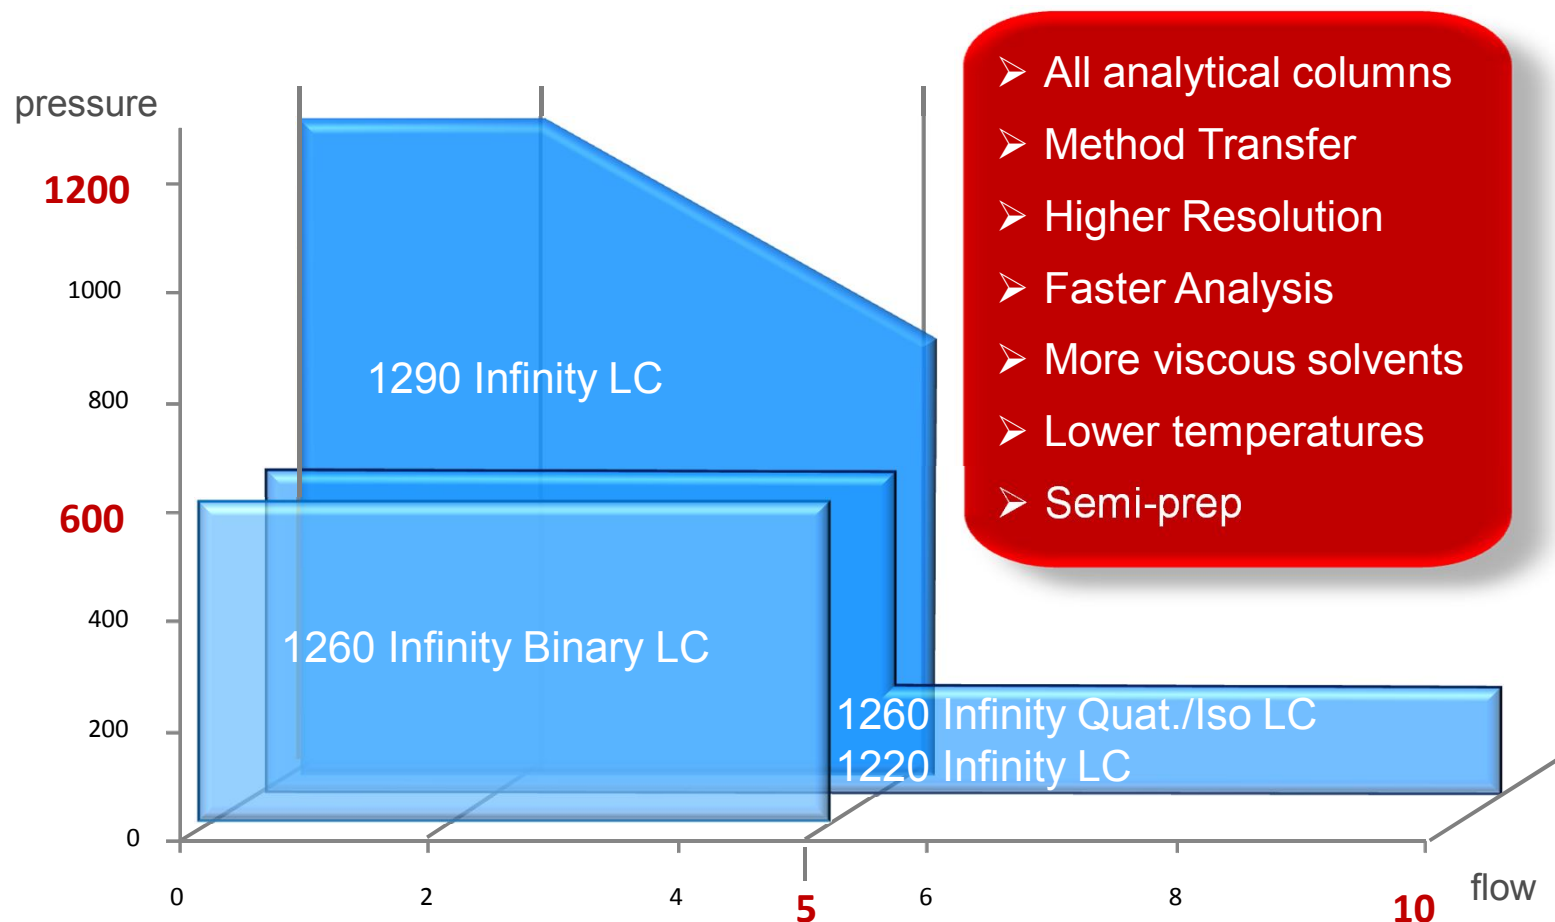 pressure
1200
1000
800
600
400
200
0
1290 Infinity LC
1260 Infinity Binary LC
1260 Infinity Quat./Iso LC
1220 Infinity LC
➢ All analytical columns
➢ Method Transfer
➢ Higher Resolution
➢ Faster Analysis
➢ More viscous solvents
➢ Lower temperatures
➢ Semi-prep
0 2 4 5 6 8 10
flow